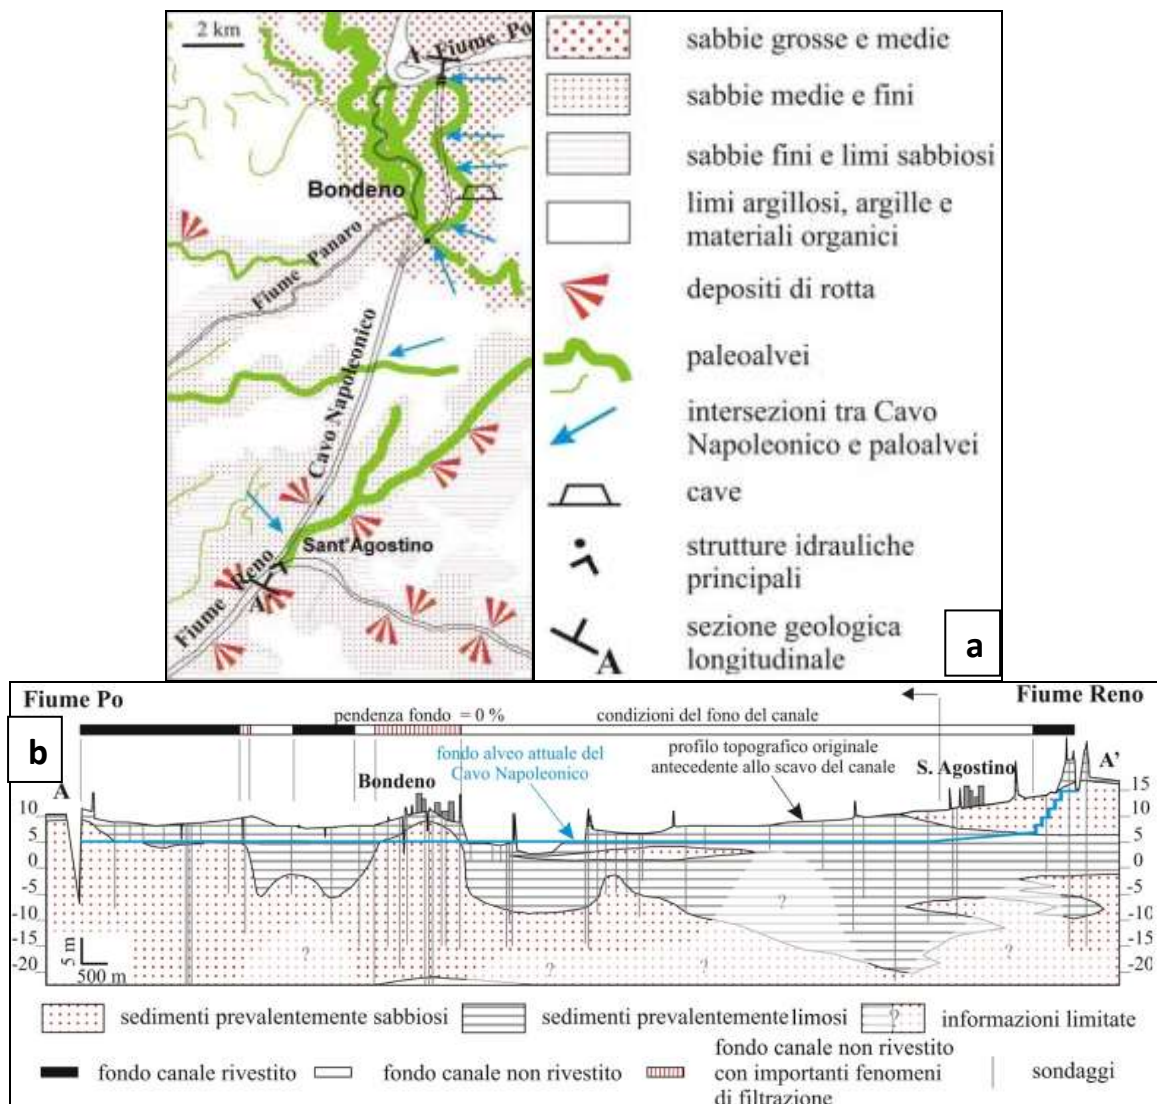 2 km
Fiume Po
A'
Bondeno
Fiume Panaro
Cavo Napoleonico
Sant'Agostino
Fiume Reno
A
sabbie grosse e medie
sabbie medie e fini
sabbie fini e limi sabbiosi
limi argillosi, argille e
materiali organici
depositi di rotta
paleoalvei
intersezioni tra Cavo
Napoleonico e paloalvei
cave
strutture idrauliche
principali
sezione geologica
longitudinale
A
a
Fiume Po
Fiume Reno
b
pendenza fondo = 0 %
condizioni del fono del canale
fondo alveo attuale del
Cavo Napoleonico
profilo topografico originale
antecedente allo scavo del canale
Bondeno
S. Agostino
A
A'
10
5
0
-5
-10
-15
-20
15
10
5
0
-5
-10
-15
-20
5 m
500 m
?
?
?
?
?
sedimenti prevalentemente sabbiosi
sedimenti prevalentemente limosi
?
informazioni limitate
fondo canale rivestito
fondo canale non rivestito
fondo canale non rivestito
con importanti fenomeni
di filtrazione
sondaggi